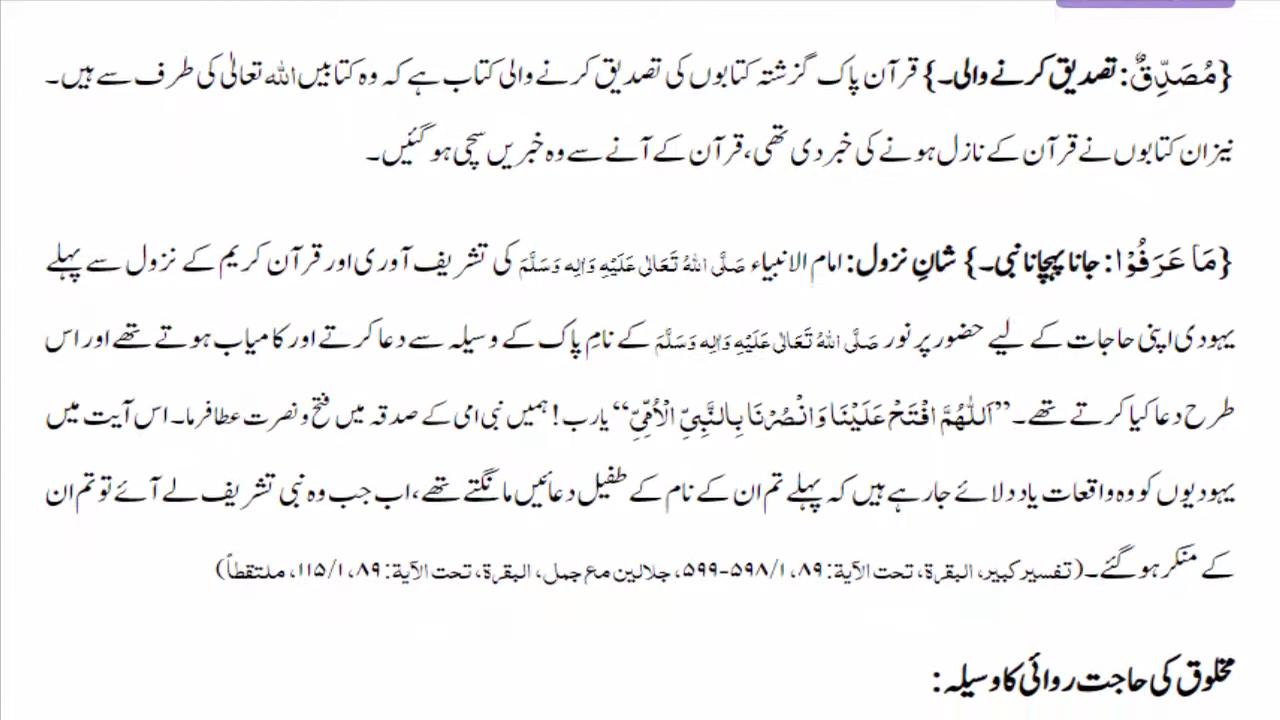 {مُصَدِّقٌ: تصدیق کرنے والی۔} قرآن پاک گزشتہ کتابوں کی تصدیق کرنے والی کتاب ہے کہ وہ کتابیں اللہ تعالٰی کی طرف سے ہیں۔
نیز ان کتابوں نے قرآن کے نازل ہونے کی خبر دی تھی، قرآن کے آنے سے وہ خبریں سچی ہو گئیں۔
{مَا عَرَفُوْا: جانا پہچانا نبی۔} شانِ نزول: امام الانبیاء صَلَّی اللہُ تَعَالٰی عَلَیْہِ وَاٰلِہٖ وَسَلَّمَ کی تشریف آوری اور قرآن کریم کے نزول سے پہلے
یہودی اپنی حاجات کے لیے حضور پر نور صَلَّی اللہُ تَعَالٰی عَلَیْہِ وَاٰلِہٖ وَسَلَّمَ کے نامِ پاک کے وسیلہ سے دعا کرتے اور کامیاب ہوتے تھے اور اس
طرح دعا کیا کرتے تھے۔ ”اَللّٰھُمَّ افْتَحْ عَلَیْنَا وَانْصُرْنَا بِالنَّبِیِّ الْاُمِّیِّ“ یارب! ہمیں نبی امی کے صدقہ میں فتح و نصرت عطا فرما۔ اس آیت میں
یہودیوں کو وہ واقعات یاد دلائے جارہے ہیں کہ پہلے تم ان کے نام کے طفیل دعائیں مانگتے تھے، اب جب وہ نبی تشریف لے آئے تو تم ان
کے منکر ہو گئے۔ (تفسیر کبیر، البقرۃ، تحت الآیۃ: ۸۹، ۱/۵۹۸-۵۹۹، جلالین مع جمل، البقرۃ، تحت الآیۃ: ۸۹، ۱/۱۱۵، ملتقطاً)
مخلوق کی حاجت روائی کا وسیلہ: